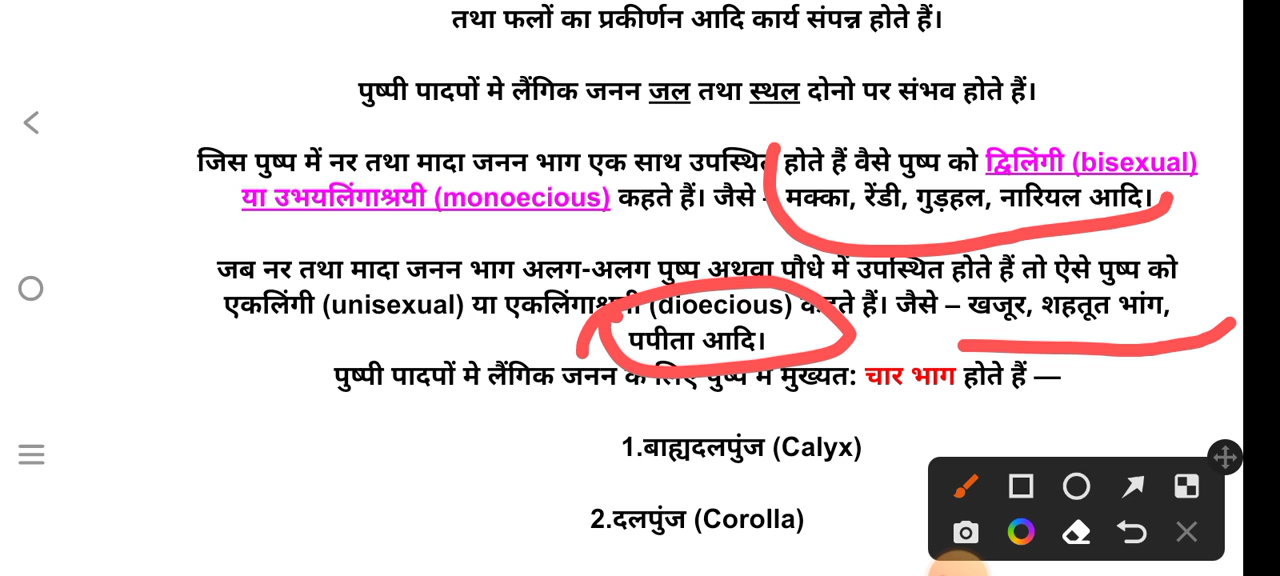 तथा फलों का प्रकीर्णन आदि कार्य संपन्न होते हैं।
पुष्पी पादपों मे लैंगिक जनन जल तथा स्थल दोनो पर संभव होते हैं।
जिस पुष्प में नर तथा मादा जनन भाग एक साथ उपस्थित होते हैं वैसे पुष्प को द्विलिंगी (bisexual)
या उभयलिंगाश्रयी (monoecious) कहते हैं। जैसे - मक्का, रेंडी, गुड़हल, नारियल आदि।
जब नर तथा मादा जनन भाग अलग-अलग पुष्प अथवा पौधे में उपस्थित होते हैं तो ऐसे पुष्प को
एकलिंगी (unisexual) या एकलिंगाश्रयी (dioecious) कहते हैं। जैसे – खजूर, शहतूत भांग,
पपीता आदि।
पुष्पी पादपों मे लैंगिक जनन के लिए पुष्प में मुख्यत: चार भाग होते हैं —
1.बाह्यदलपुंज (Calyx)
2.दलपुंज (Corolla)